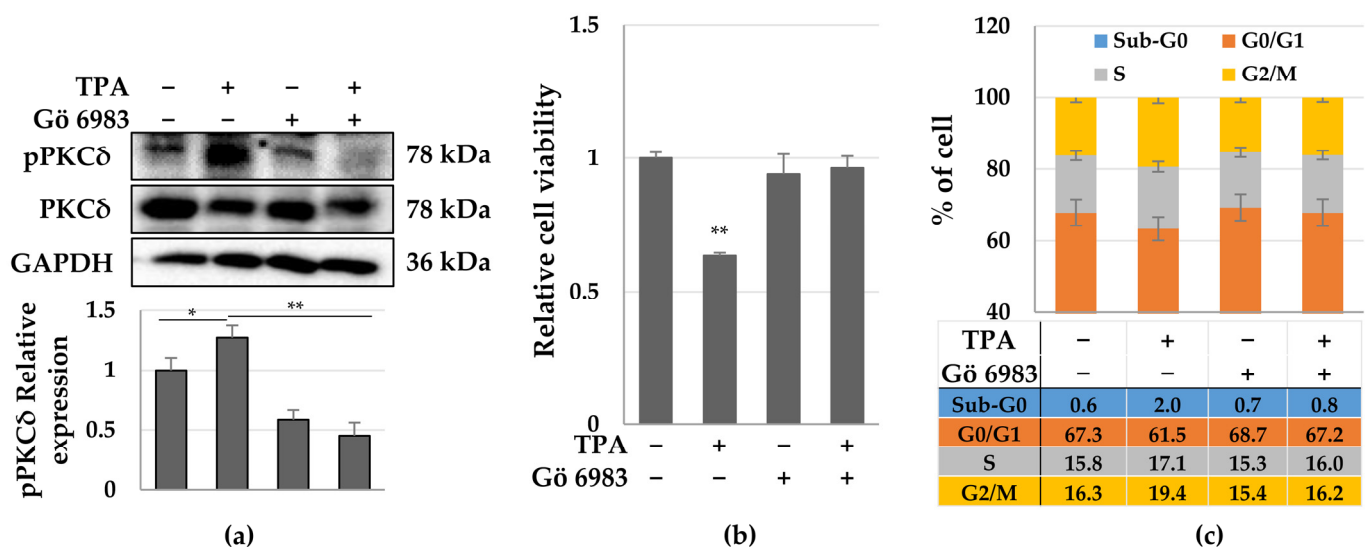 TPA – + – +
Gö 6983 – – + +
pPKCδ 78 kDa
PKCδ 78 kDa
GAPDH 36 kDa
pPKCδ Relative
expression
1.5
1
0.5
0
* **
(a)
Relative cell viability
1.5
1
0.5
0
**
TPA – + – +
Gö 6983 – – + +
(b)
% of cell
120
100
80
60
40
Sub-G0 G0/G1
S G2/M
TPA – + – +
Gö 6983 – – + +
Sub-G0 0.6 2.0 0.7 0.8
G0/G1 67.3 61.5 68.7 67.2
S 15.8 17.1 15.3 16.0
G2/M 16.3 19.4 15.4 16.2
(c)